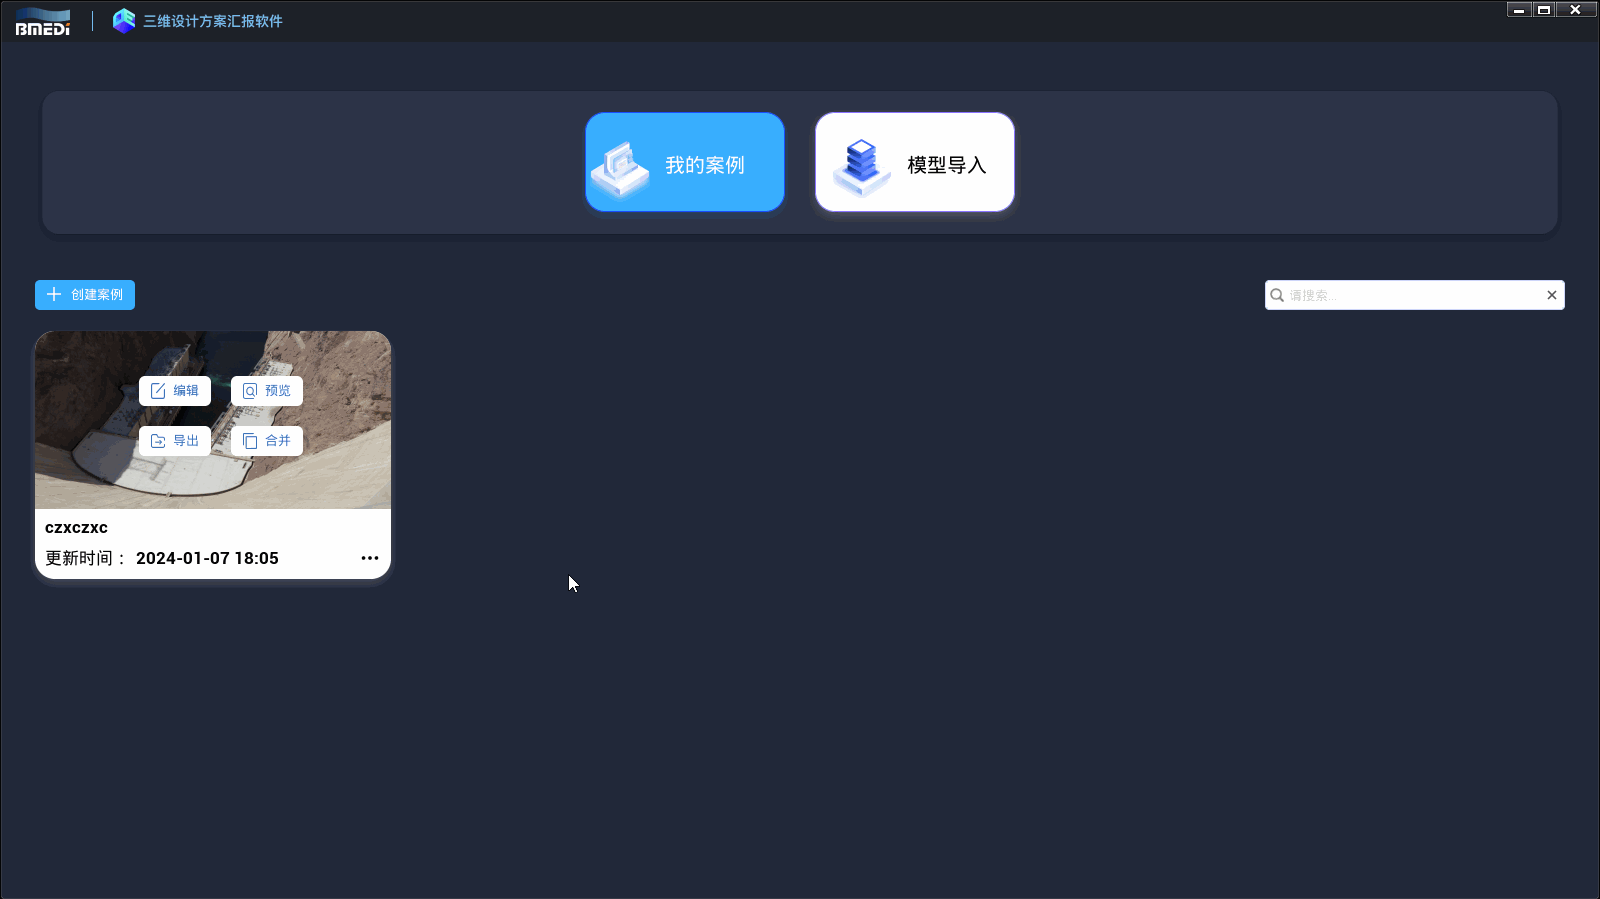 BMEDi
三维设计方案汇报软件
我的案例
模型导入
创建案例
请搜索...
编辑
预览
导出
合并
czxczxc
更新时间： 2024-01-07 18:05